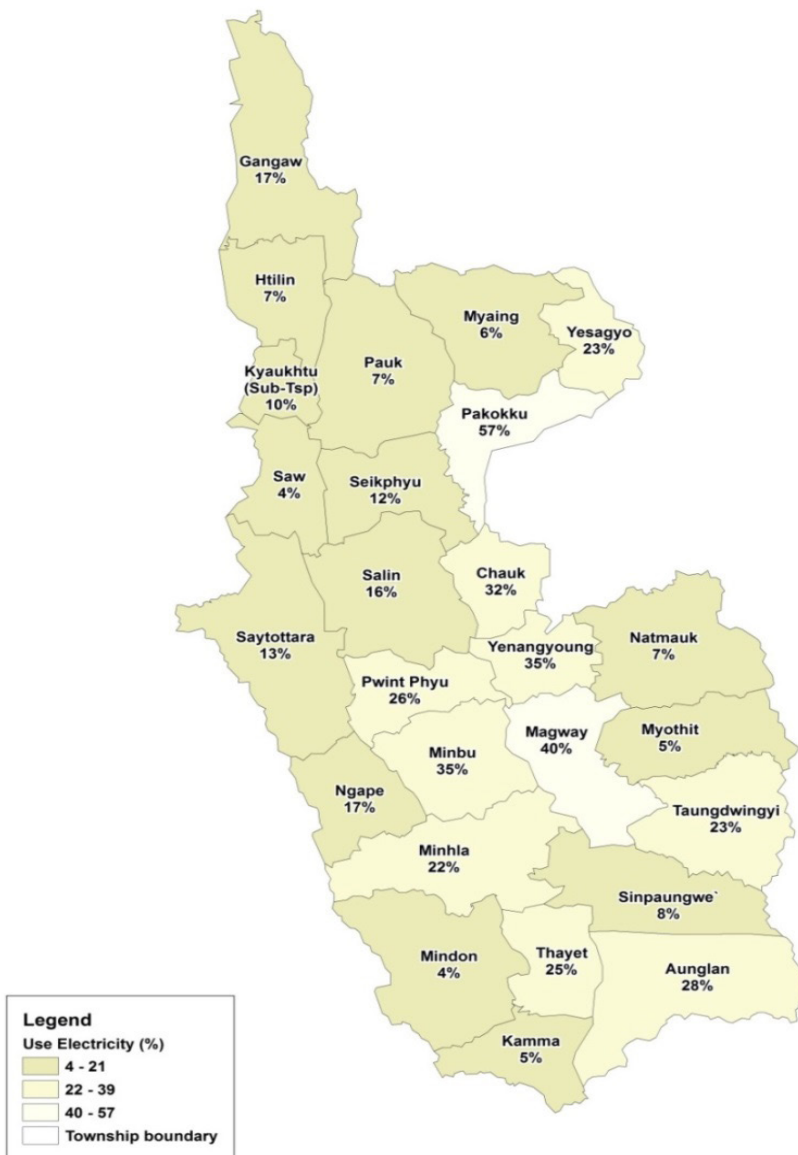 Gangaw
17%
Htilin
7%
Myaing
6%
Yesagyo
23%
Kyaukhtu
(Sub-Tsp)
10%
Pauk
7%
Pakokku
57%
Saw
4%
Seikphyu
12%
Salin
16%
Chauk
32%
Saytottara
13%
Yenangyoung
35%
Natmauk
7%
Pwint Phyu
26%
Magway
40%
Myothit
5%
Minbu
35%
Ngape
17%
Taungdwingyi
23%
Minhla
22%
Sinpaungwe`
8%
Mindon
4%
Thayet
25%
Aunglan
28%
Kamma
5%
Legend
Use Electricity (%)
4 - 21
22 - 39
40 - 57
Township boundary